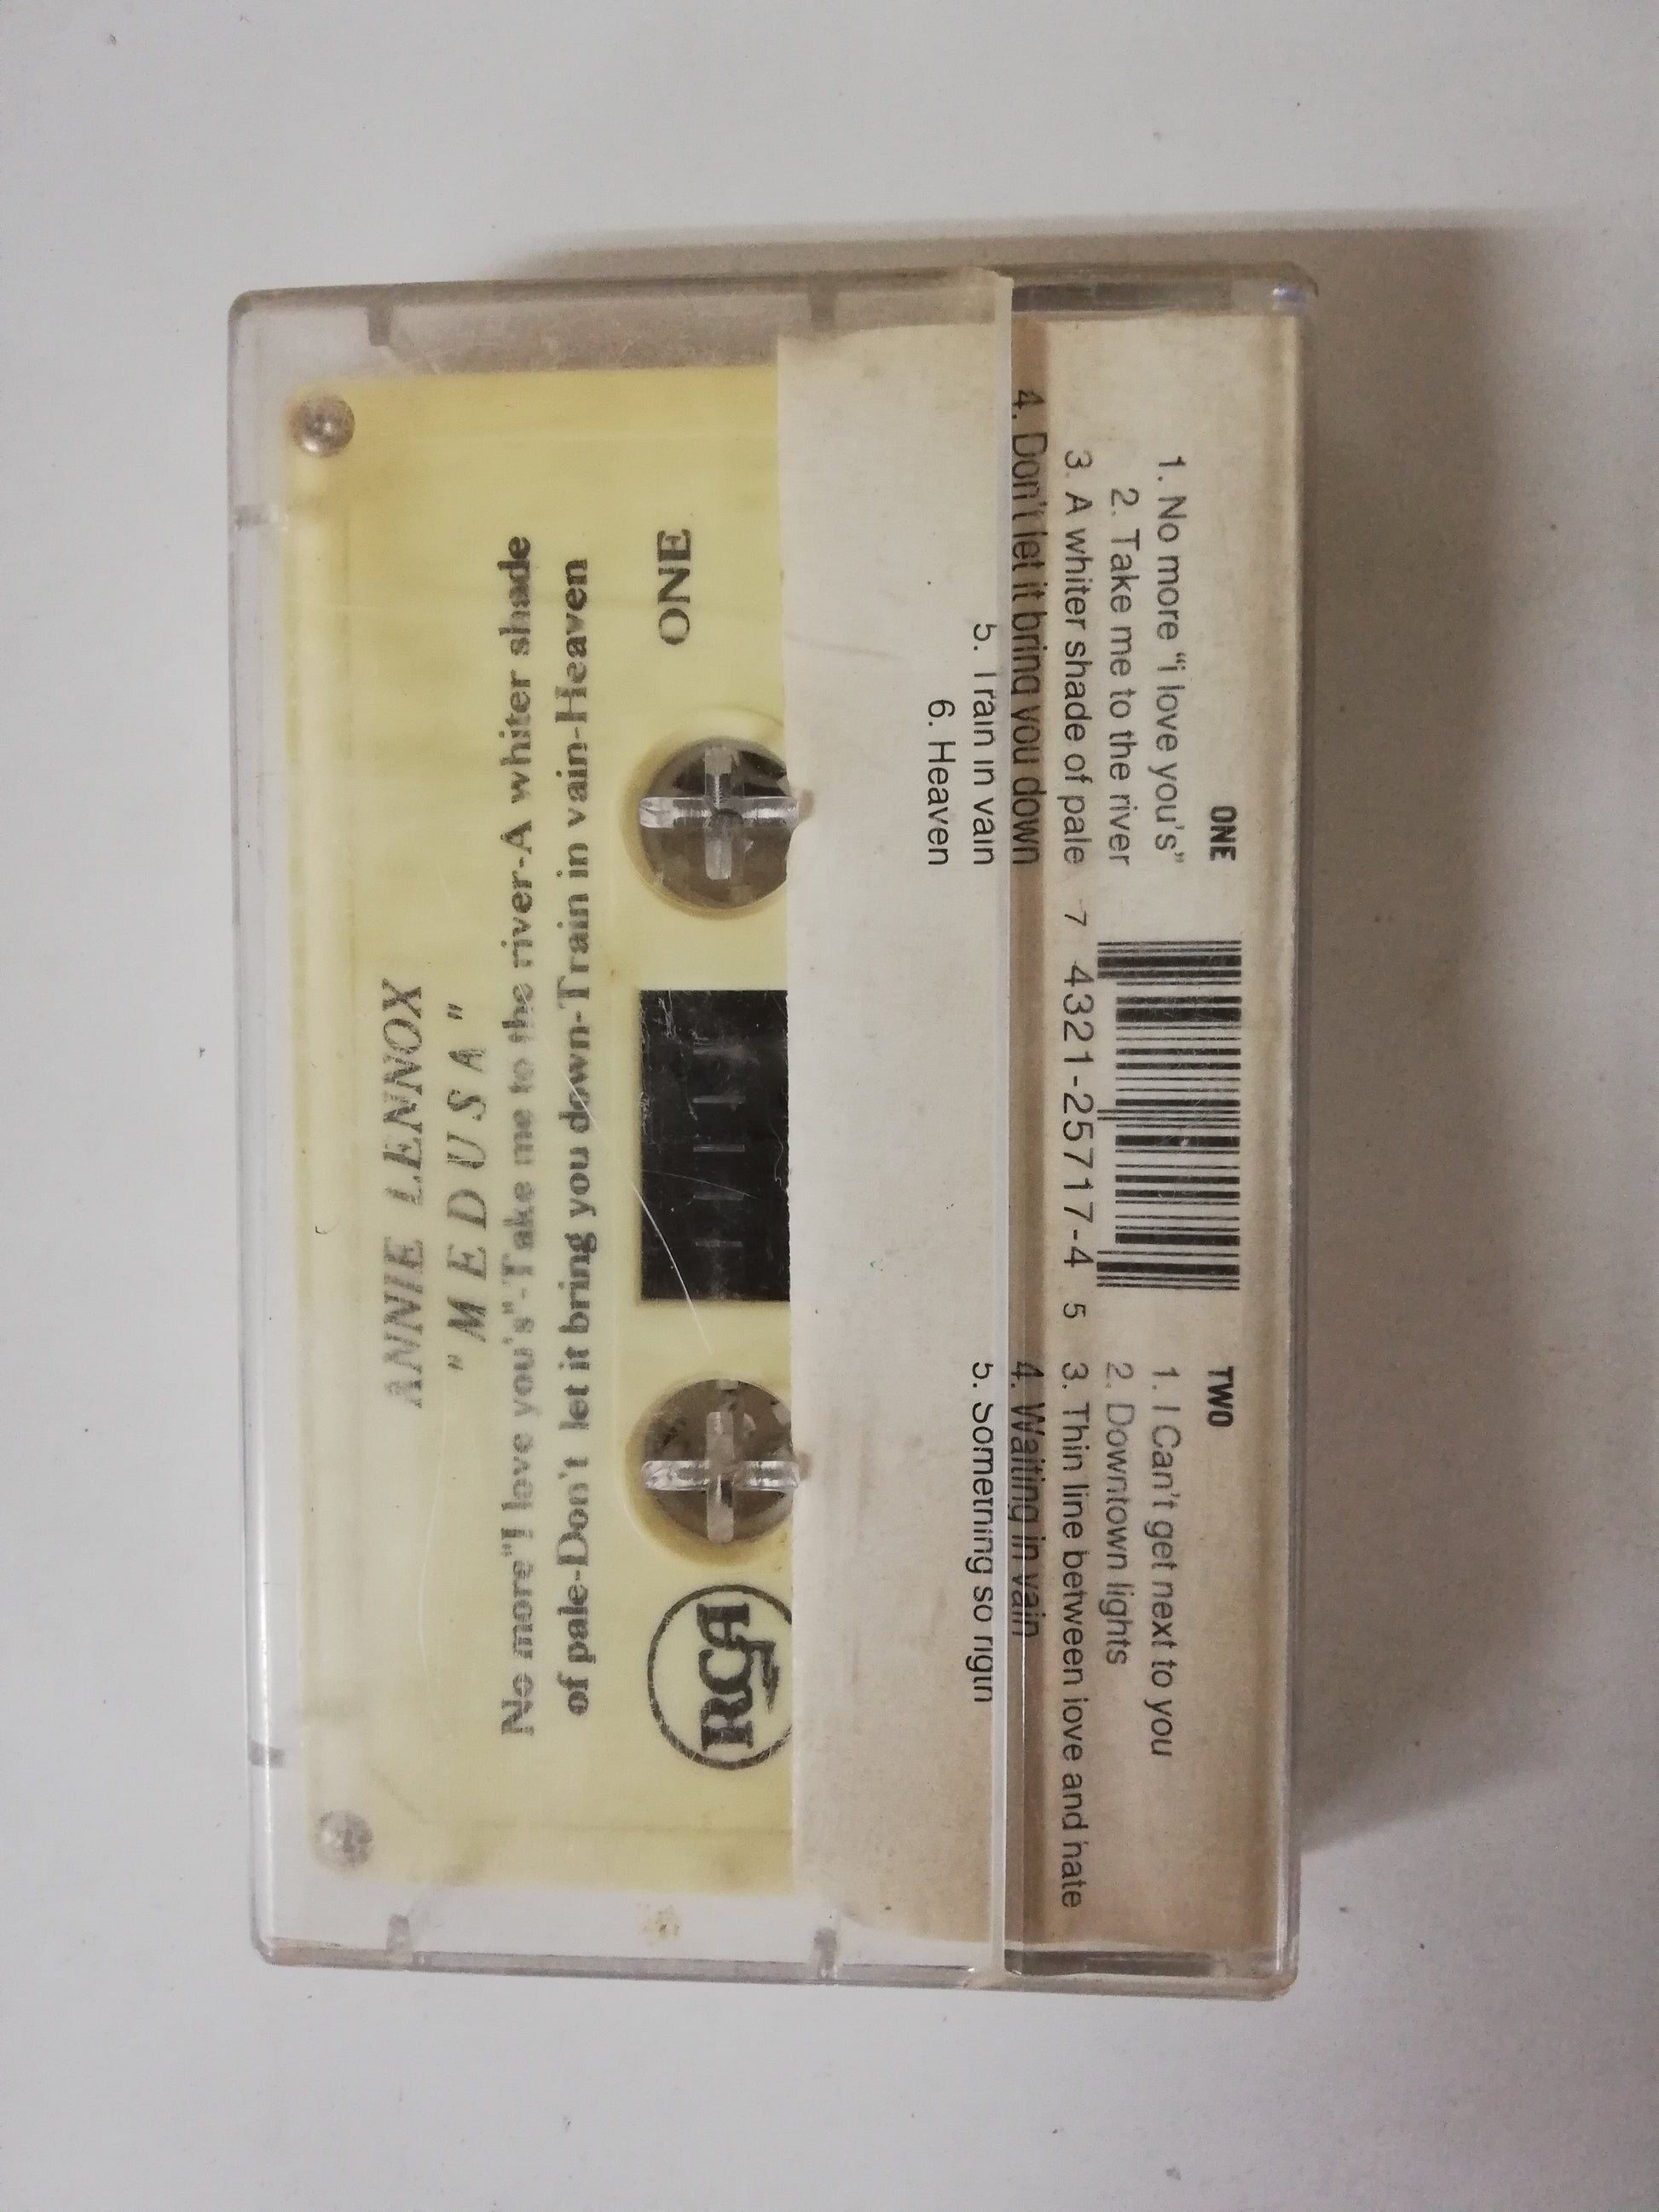 ONE
1. No more “i love you's”
2. Take me to the river
3. A whiter shade of pale
4. Don't let it bring you down
5. Train in vain
6. Heaven
7 4321-25717-4 5
TWO
1. I Can't get next to you
2. Downtown lights
3. Thin line between love and hate
4. Waiting in vain
5. Something so right
ANNIE LENNOX
"MEDUSA"
No more"I love you's"-Take me to the river-A whiter shade
of pale-Don't let it bring you down-Train in vain-Heaven
ONE
RCA